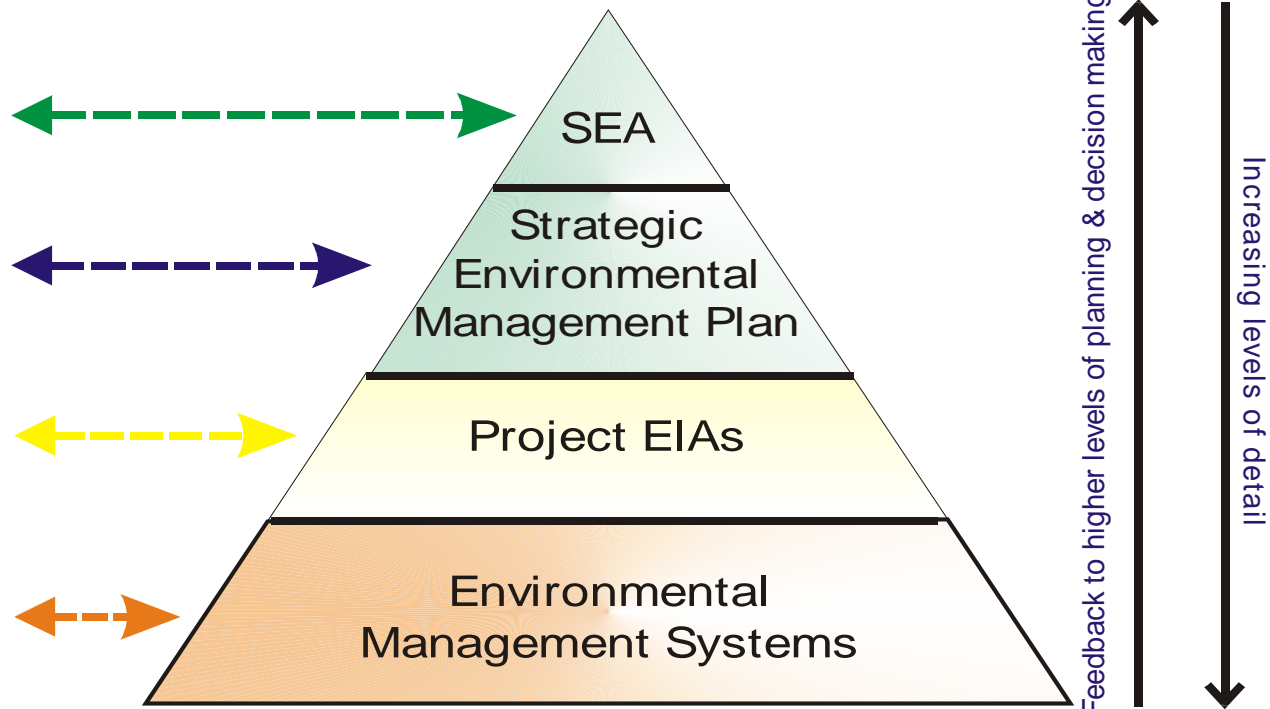 SEA
Strategic
Environmental
Management Plan
Project EIAs
Environmental
Management Systems
Feedback to higher levels of planning & decision making
Increasing levels of detail